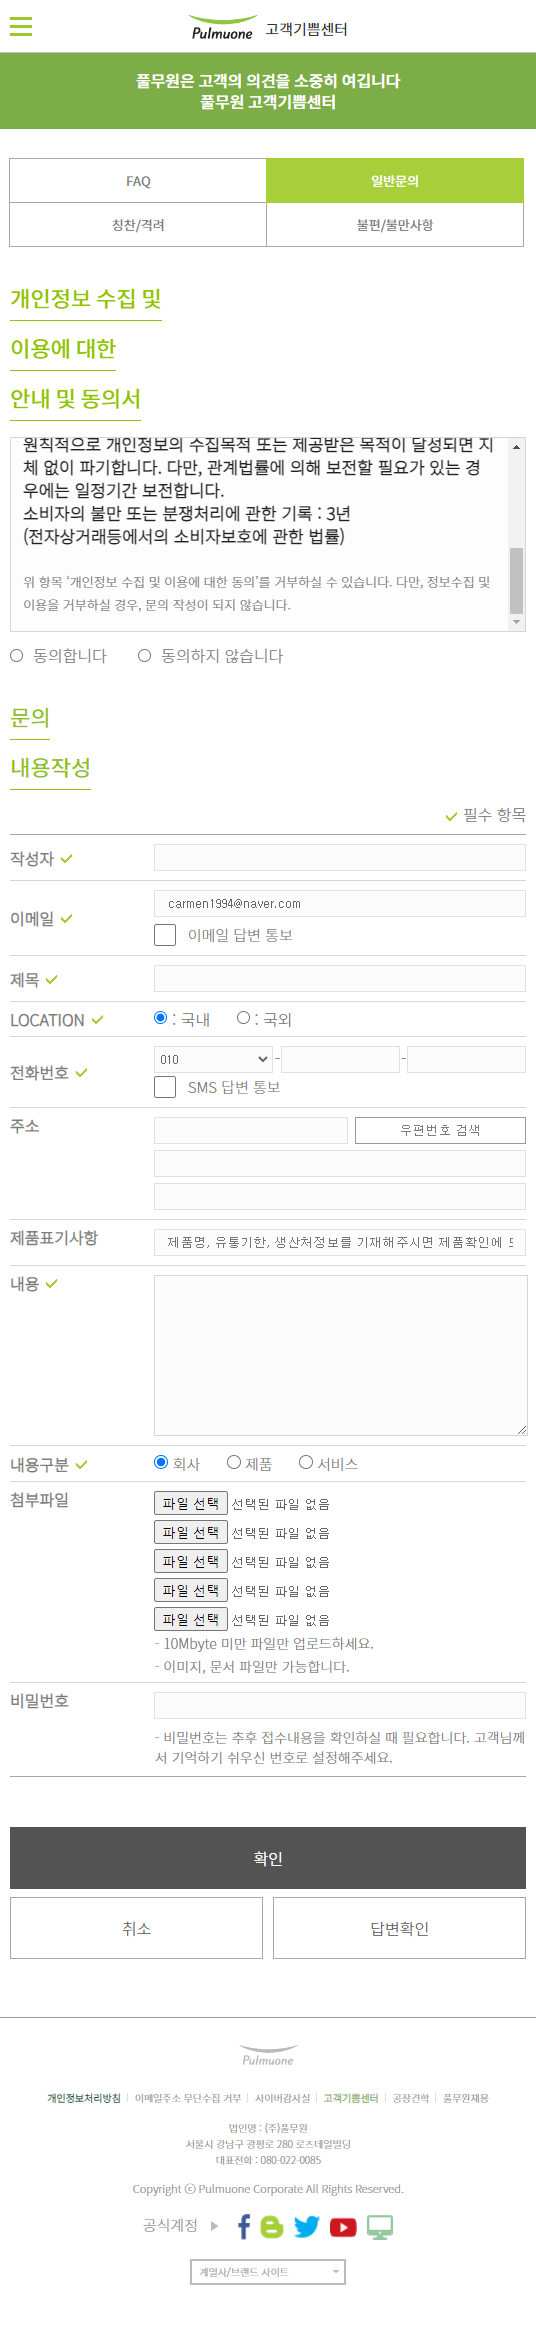 Pulmuone 고객기쁨센터
풀무원은 고객의 의견을 소중히 여깁니다
풀무원 고객기쁨센터
FAQ
일반문의
칭찬/격려
불편/불만사항
개인정보 수집 및
이용에 대한
안내 및 동의서
원칙적으로 개인정보의 수집목적 또는 제공받은 목적이 달성되면 지
체 없이 파기합니다. 다만, 관계법률에 의해 보전할 필요가 있는 경
우에는 일정기간 보전합니다.
소비자의 불만 또는 분쟁처리에 관한 기록 : 3년
(전자상거래등에서의 소비자보호에 관한 법률)
위 항목 ‘개인정보 수집 및 이용에 대한 동의’를 거부하실 수 있습니다. 다만, 정보수집 및
이용을 거부하실 경우, 문의 작성이 되지 않습니다.
동의합니다 동의하지 않습니다
문의
내용작성
필수 항목
작성자
이메일
carmen1994@naver.com
이메일 답변 통보
제목
LOCATION : 국내 : 국외
전화번호
010 - -
SMS 답변 통보
주소
우편번호 검색
제품표기사항
제품명, 유통기한, 생산처정보를 기재해주시면 제품확인에
내용
내용구분 회사 제품 서비스
첨부파일
파일 선택 선택된 파일 없음
파일 선택 선택된 파일 없음
파일 선택 선택된 파일 없음
파일 선택 선택된 파일 없음
파일 선택 선택된 파일 없음
- 10Mbyte 미만 파일만 업로드하세요.
- 이미지, 문서 파일만 가능합니다.
비밀번호
- 비밀번호는 추후 접수내용을 확인하실 때 필요합니다. 고객님께
서 기억하기 쉬우신 번호로 설정해주세요.
확인
취소
답변확인
Pulmuone
개인정보처리방침 이메일주소 무단수집 거부 사이버감사실 고객기쁨센터 공장견학 풀무원채용
법인명 : (주)풀무원
서울시 강남구 광평로 280 로즈데일빌딩
대표전화 : 080-022-0085
Copyright ⓒ Pulmuone Corporate All Rights Reserved.
공식계정
계열사/브랜드 사이트